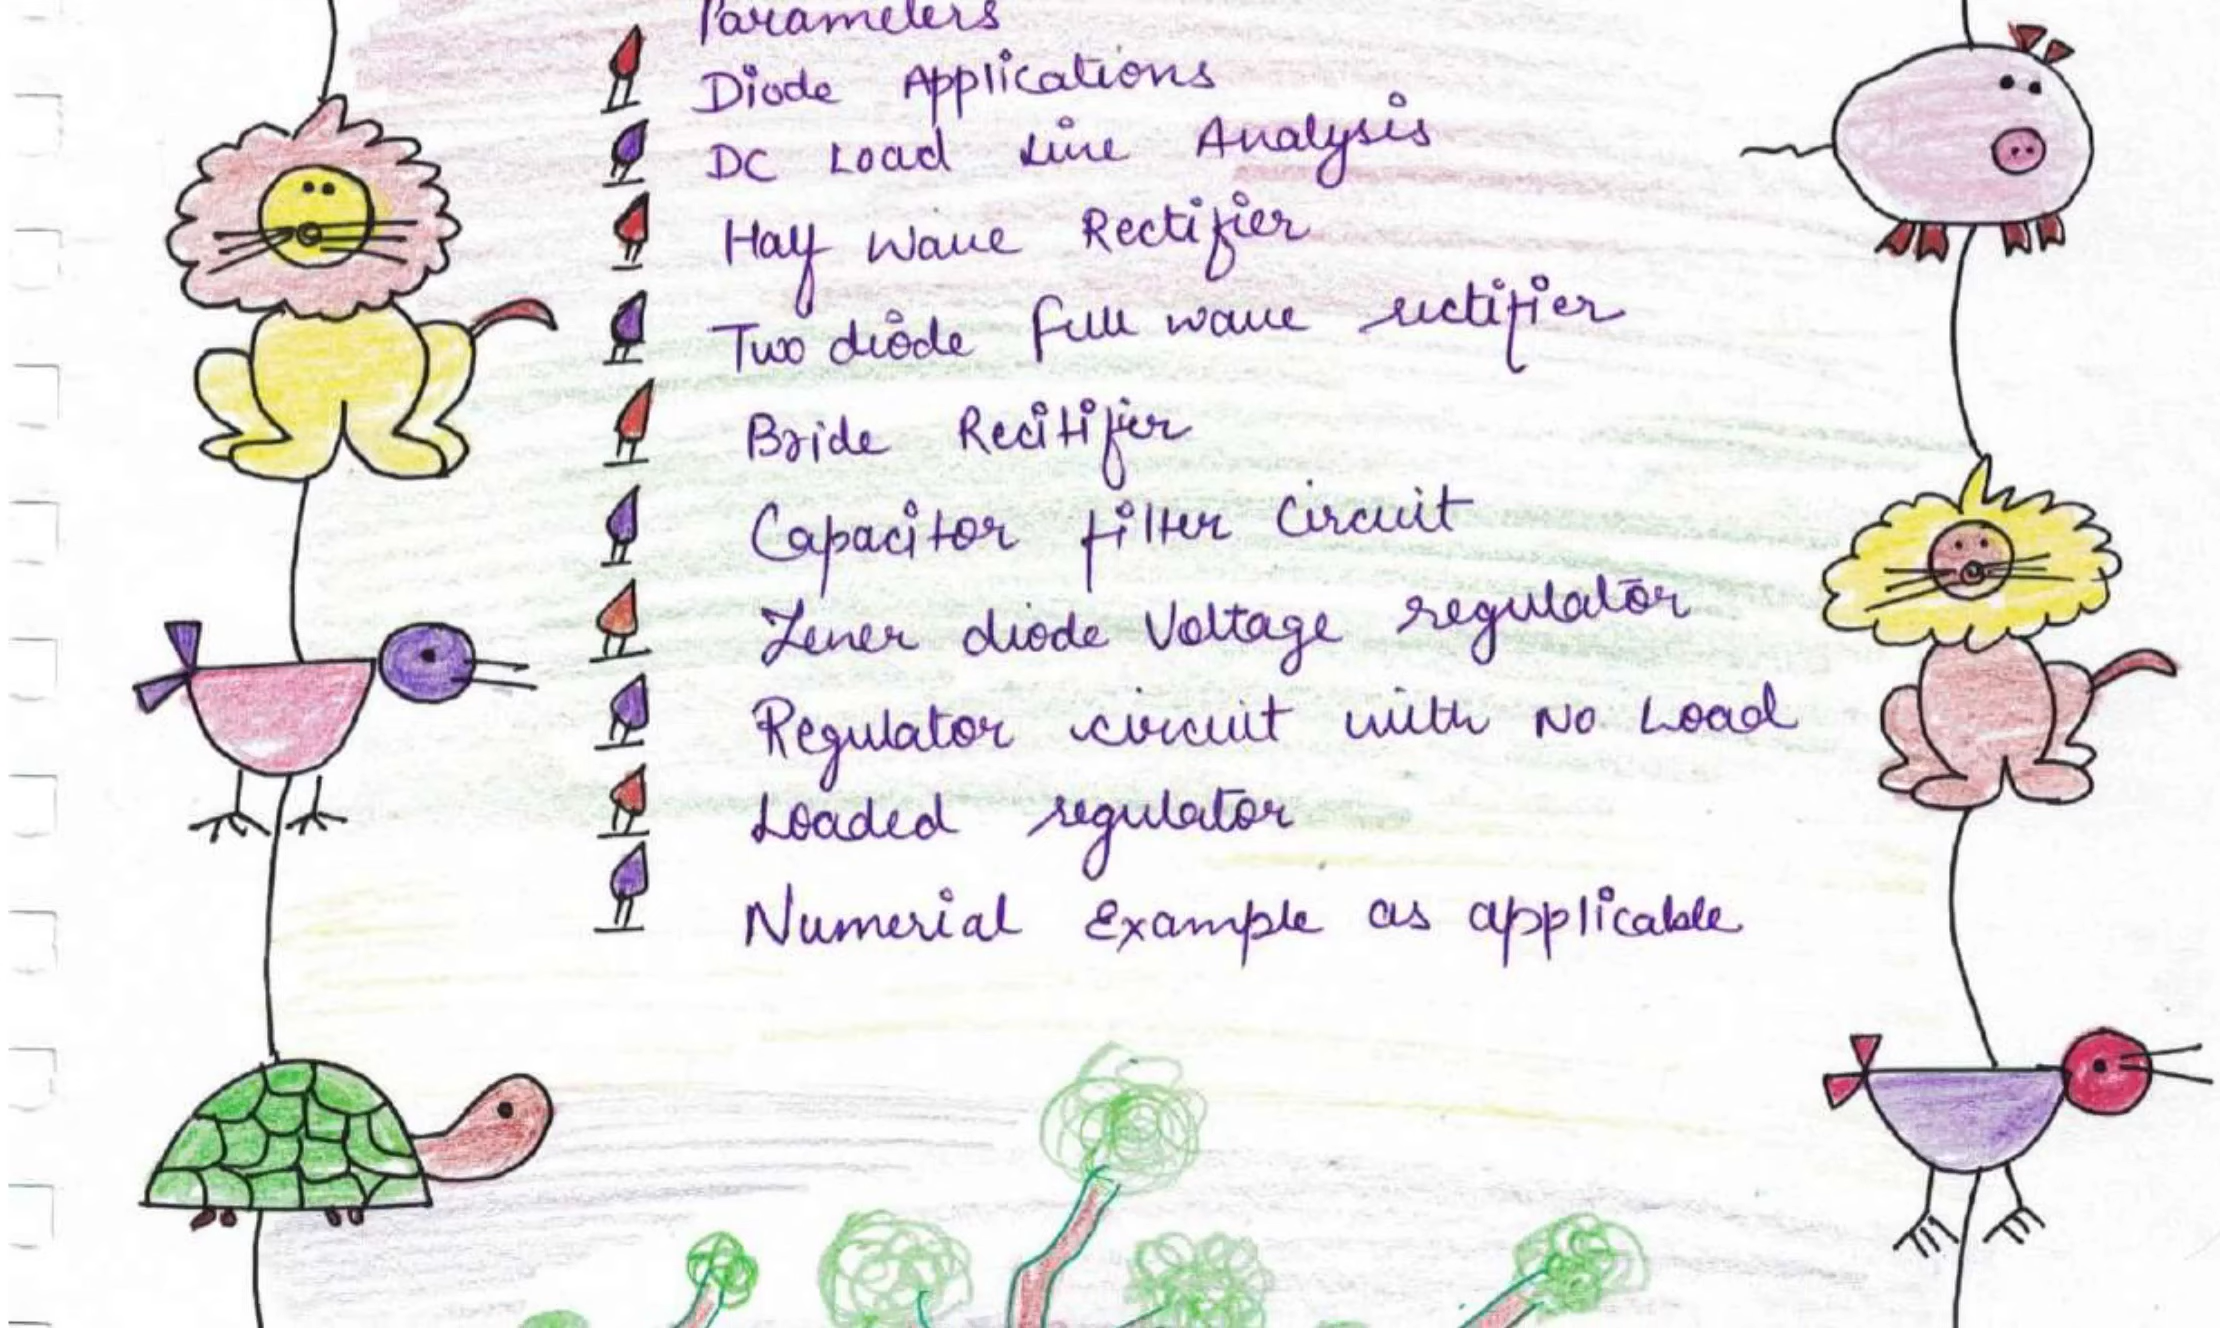 Parameters
Diode Applications
DC Load Line Analysis
Half Wave Rectifier
Two diode full wave rectifier
Bride Recitifier
Capacitor filter Circuit
Zener diode Voltage regulator
Regulator circuit with No Load
Loaded regulator
Numerial Example as applicable